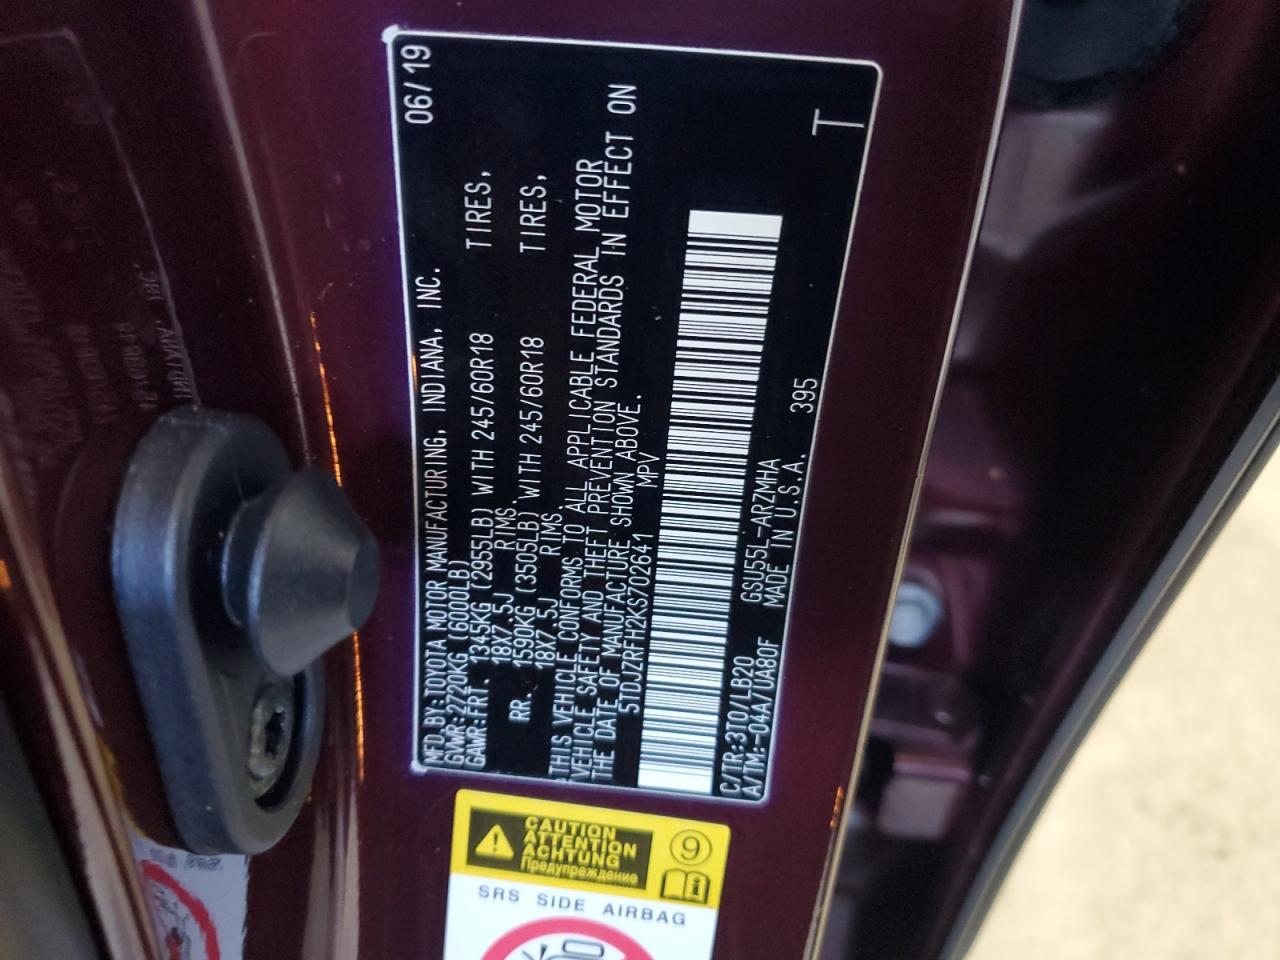 MFD.BY:TOYOTA MOTOR MANUFACTURING, INDIANA, INC. 06/19
GVWR:2720KG (6000LB)
GAWR:FRT. 1345KG (2955LB) WITH 245/60R18 TIRES,
18X7.5J RIMS.
RR. 1590KG (3505LB) WITH 245/60R18 TIRES,
18X7.5J RIMS.
THIS VEHICLE CONFORMS TO ALL APPLICABLE FEDERAL MOTOR
VEHICLE SAFETY AND THEFT PREVENTION STANDARDS IN EFFECT ON
THE DATE OF MANUFACTURE SHOWN ABOVE.
5TDJZRFH2KS702641 MPV
C/TR:3T0/LB20 GSU55L-ARZMHA 395
A/TM:-04A/UA80F MADE IN U.S.A.
T
CAUTION
ATTENTION
ACHTUNG
Предупреждение
9
i
SRS SIDE AIRBAG